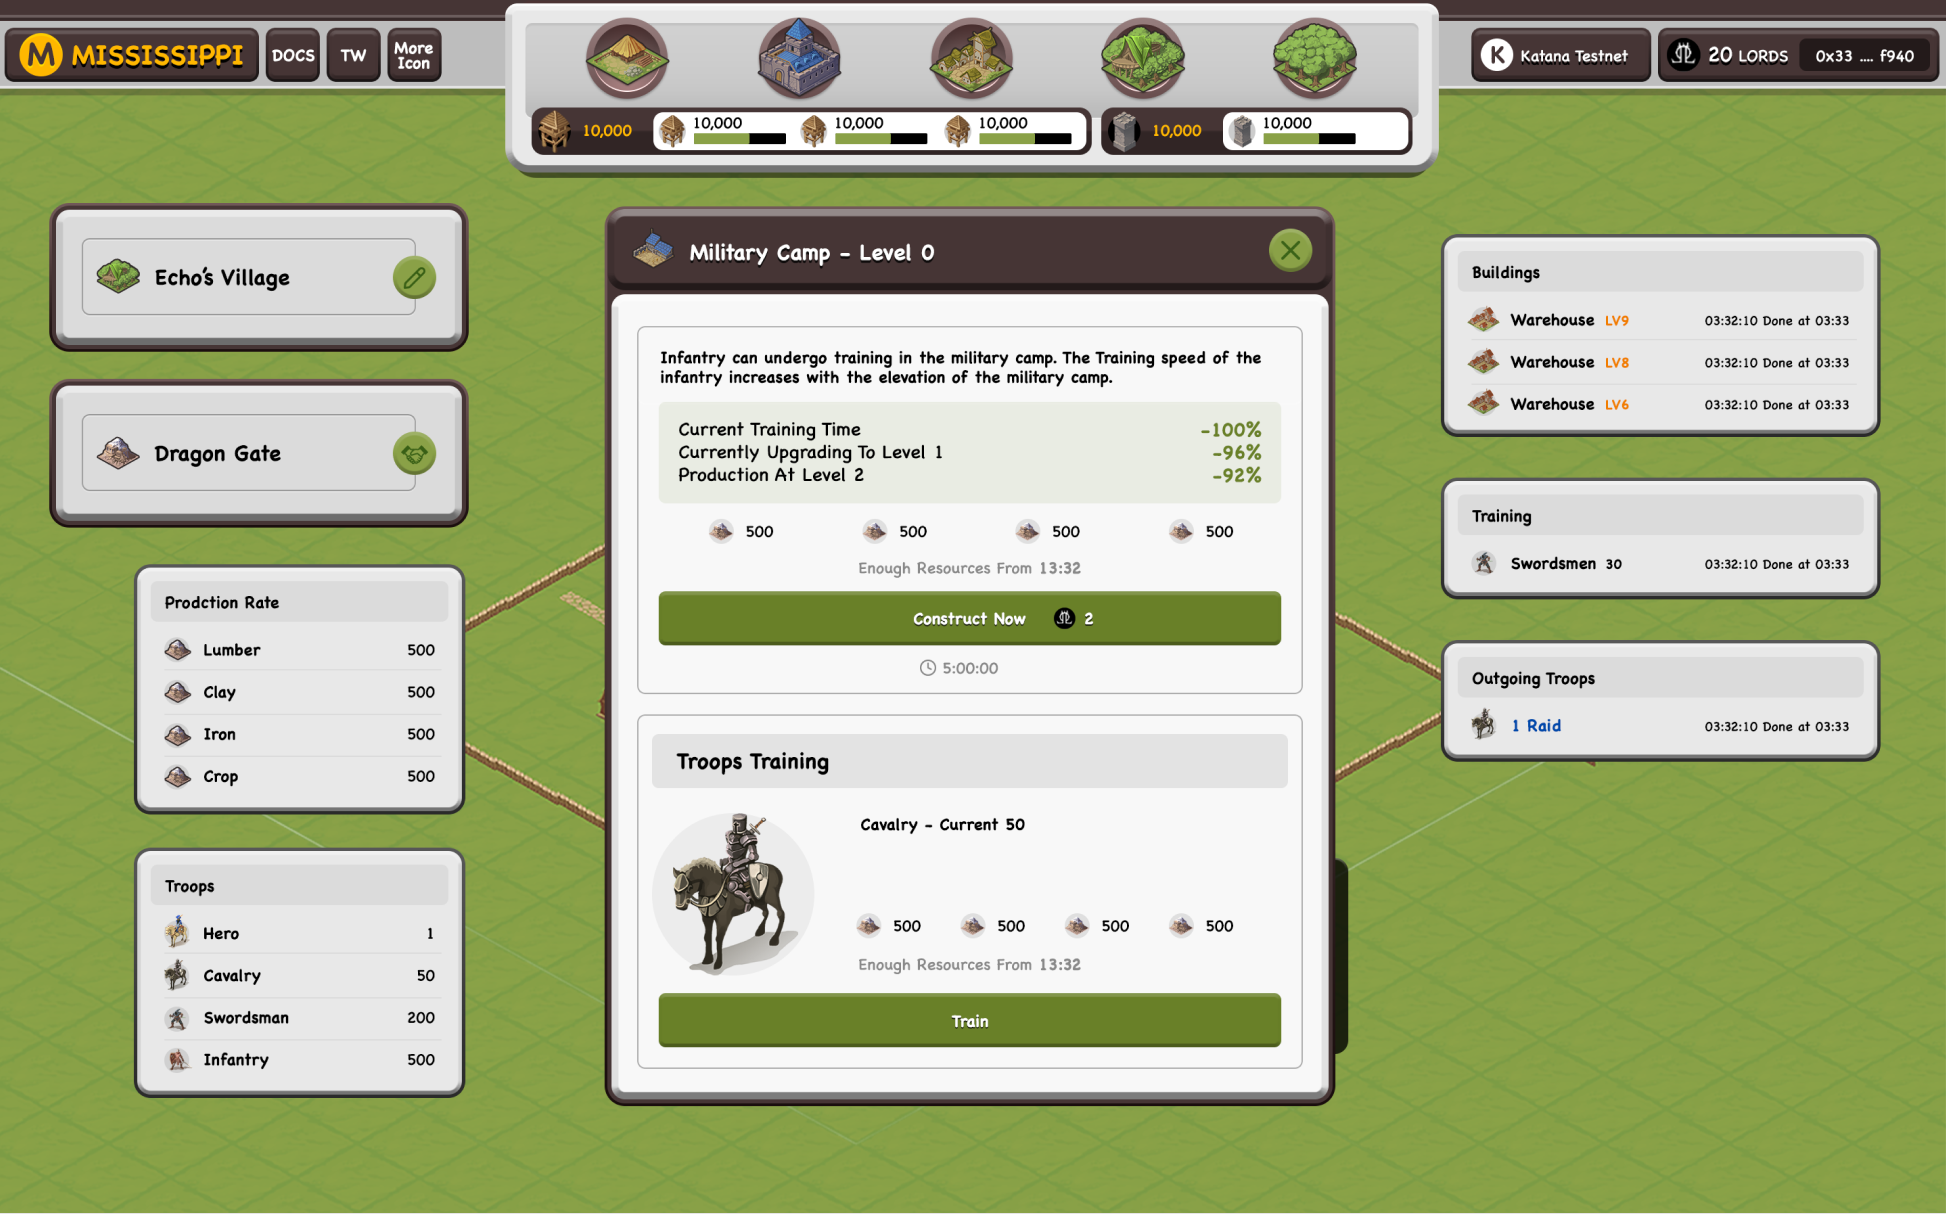 M MISSISSIPPI
DOCS
TW
More
Icon
10,000
10,000
10,000
10,000
10,000
10,000
K Katana Testnet
20 LORDS
0x33 .... f940
Echo's Village
Dragon Gate
Prodction Rate
Lumber 500
Clay 500
Iron 500
Crop 500
Troops
Hero 1
Cavalry 50
Swordsman 200
Infantry 500
Military Camp - Level 0
Infantry can undergo training in the military camp. The Training speed of the
infantry increases with the elevation of the military camp.
Current Training Time -100%
Currently Upgrading To Level 1 -96%
Production At Level 2 -92%
500 500 500 500
Enough Resources From 13:32
Construct Now 2
5:00:00
Troops Training
Cavalry - Current 50
500 500 500 500
Enough Resources From 13:32
Train
Buildings
Warehouse LV9 03:32:10 Done at 03:33
Warehouse LV8 03:32:10 Done at 03:33
Warehouse LV6 03:32:10 Done at 03:33
Training
Swordsmen 30 03:32:10 Done at 03:33
Outgoing Troops
1 Raid 03:32:10 Done at 03:33